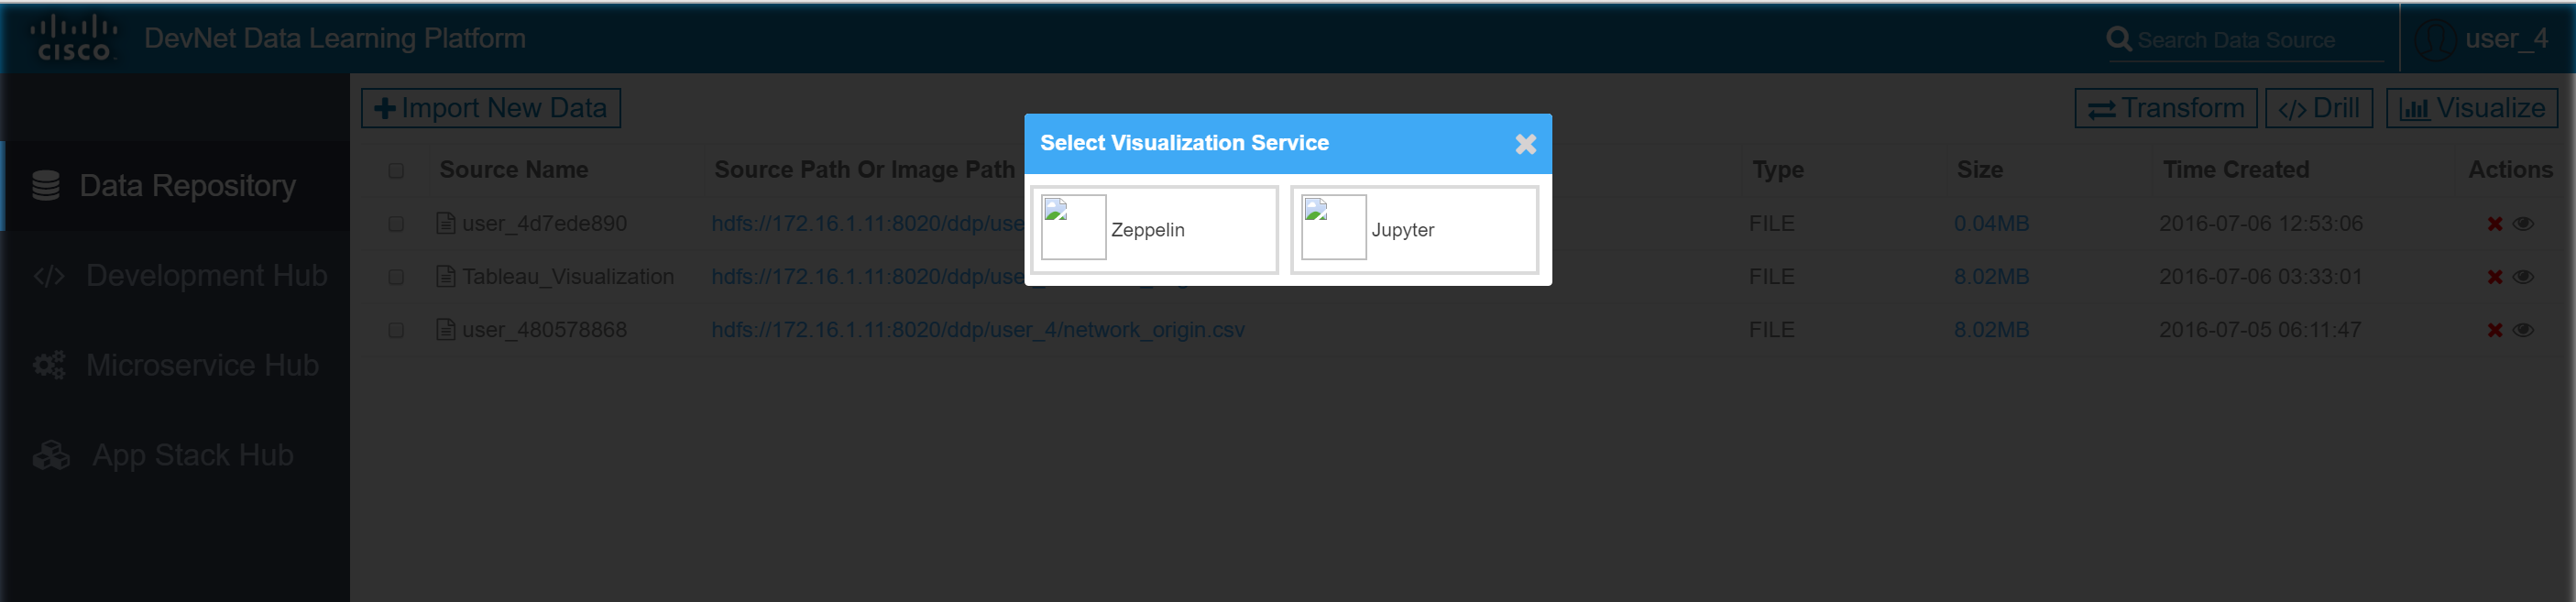 CISCO DevNet Data Learning Platform Search Data Source user_4
Import New Data Transform Drill Visualize
Select Visualization Service
Source Name Source Path Or Image Path Type Size Time Created Actions
Data Repository
user_4d7ede890 hdfs://172.16.1.11:8020/ddp/use FILE 0.04MB 2016-07-06 12:53:06
Zeppelin Jupyter
Development Hub
Tableau_Visualization hdfs://172.16.1.11:8020/ddp/use FILE 8.02MB 2016-07-06 03:33:01
user_480578868 hdfs://172.16.1.11:8020/ddp/user_4/network_origin.csv FILE 8.02MB 2016-07-05 06:11:47
Microservice Hub
App Stack Hub